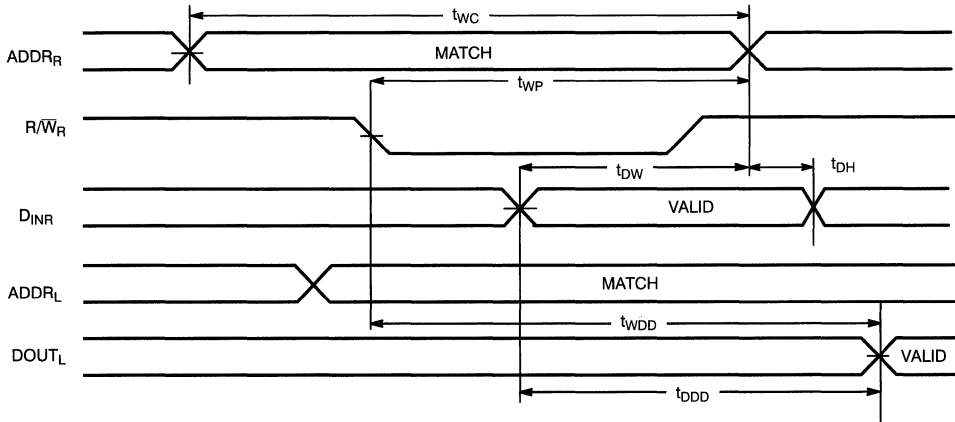 tWC
ADDRR
MATCH
tWP
R/W̅R
tDW
tDH
DINR
VALID
ADDRL
MATCH
tWDD
DOUTL
VALID
tDDD